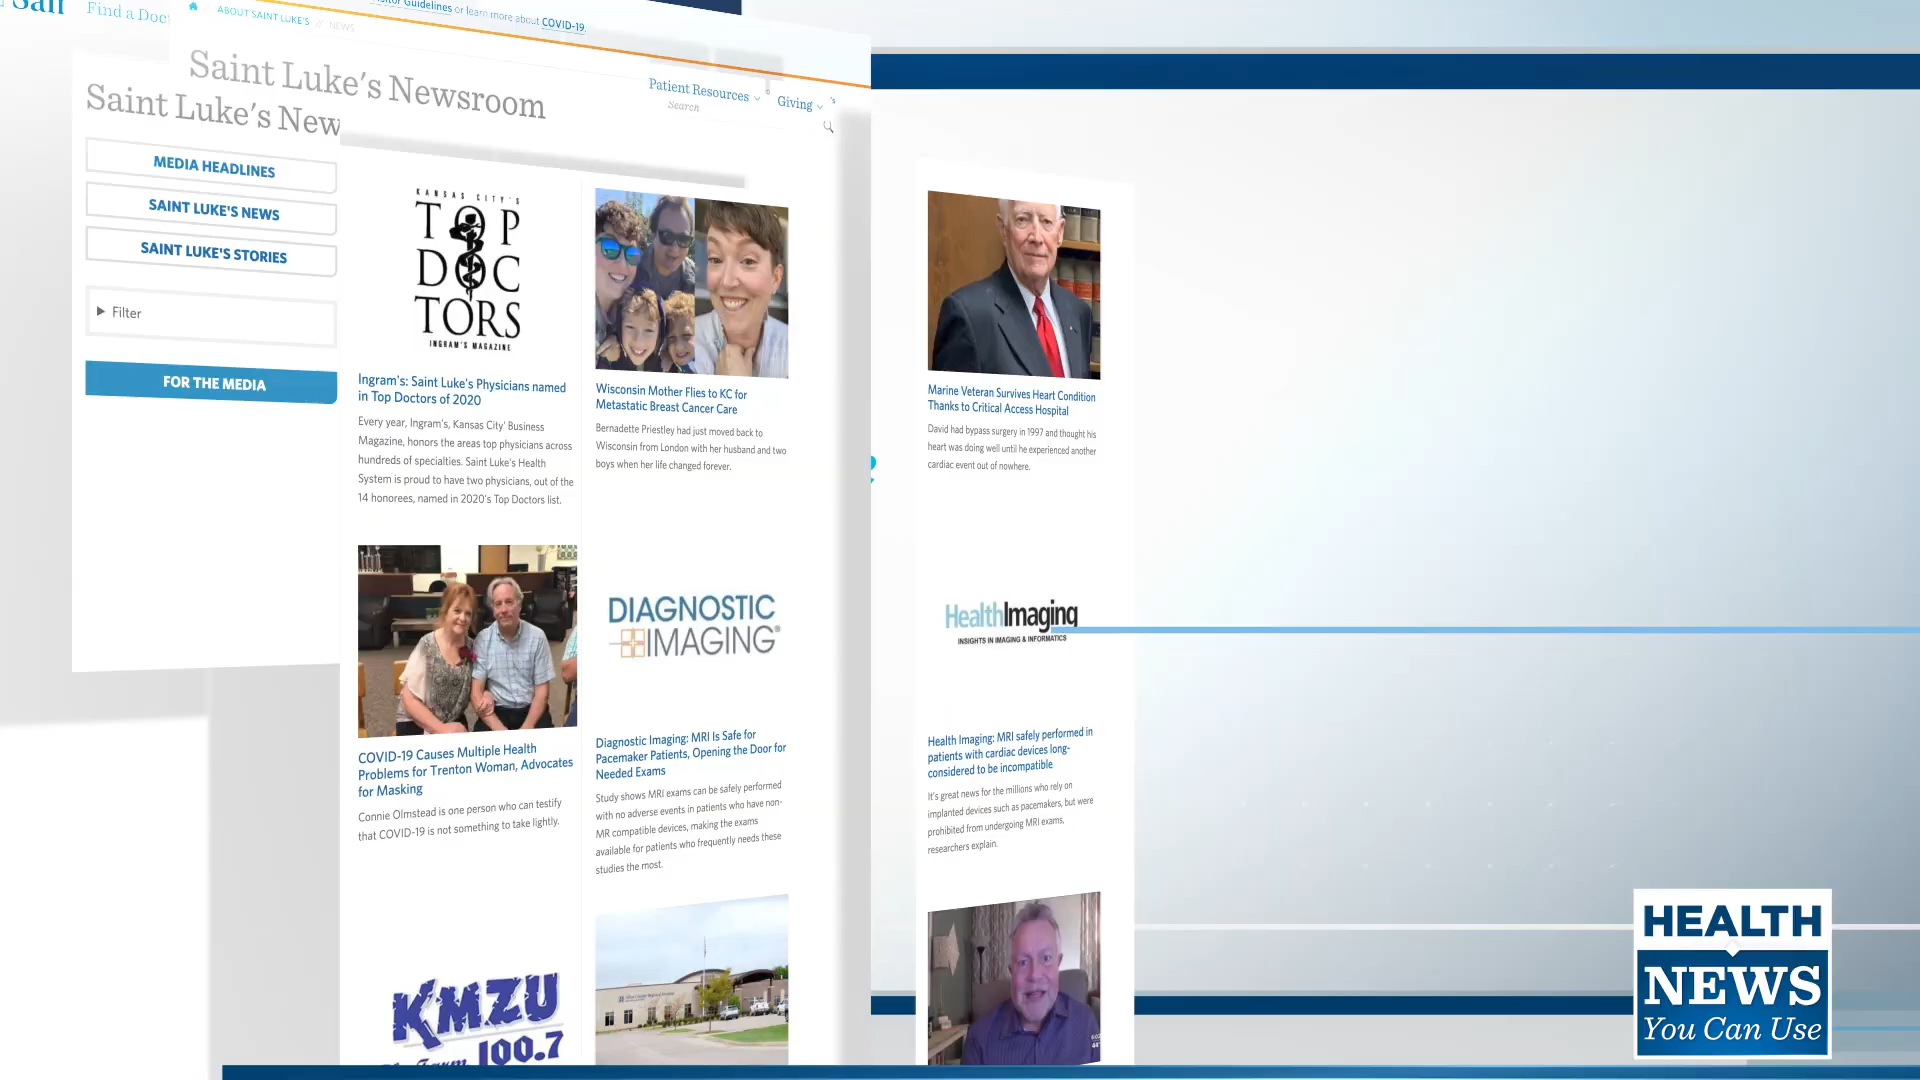 Find a Doc
ABOUT SAINT LUKE'S // NEWS
Guidelines or learn more about COVID-19.
Saint Luke's Newsroom
Patient Resources
Giving
Search
Saint Luke's New
MEDIA HEADLINES
SAINT LUKE'S NEWS
SAINT LUKE'S STORIES
Filter
FOR THE MEDIA
KANSAS CITY'S
TOP
DOC
TORS
INGRAM'S MAGAZINE
Ingram's: Saint Luke's Physicians named
in Top Doctors of 2020
Every year, Ingram's, Kansas City' Business
Magazine, honors the areas top physicians across
hundreds of specialties. Saint Luke's Health
System is proud to have two physicians, out of the
14 honorees, named in 2020's Top Doctors list.
Wisconsin Mother Flies to KC for
Metastatic Breast Cancer Care
Bernadette Priestley had just moved back to
Wisconsin from London with her husband and two
boys when her life changed forever.
Marine Veteran Survives Heart Condition
Thanks to Critical Access Hospital
David had bypass surgery in 1997 and thought his
heart was doing well until he experienced another
cardiac event out of nowhere.
COVID-19 Causes Multiple Health
Problems for Trenton Woman, Advocates
for Masking
Connie Olmstead is one person who can testify
that COVID-19 is not something to take lightly.
DIAGNOSTIC
IMAGING®
Diagnostic Imaging: MRI Is Safe for
Pacemaker Patients, Opening the Door for
Needed Exams
Study shows MRI exams can be safely performed
with no adverse events in patients who have non-
MR compatible devices, making the exams
available for patients who frequently needs these
studies the most.
HealthImaging
INSIGHTS IN IMAGING & INFORMATICS
Health Imaging: MRI safely performed in
patients with cardiac devices long-
considered to be incompatible
It's great news for the millions who rely on
implanted devices such as pacemakers, but were
prohibited from undergoing MRI exams,
researchers explain.
KMZU
100.7
HEALTH
NEWS
You Can Use